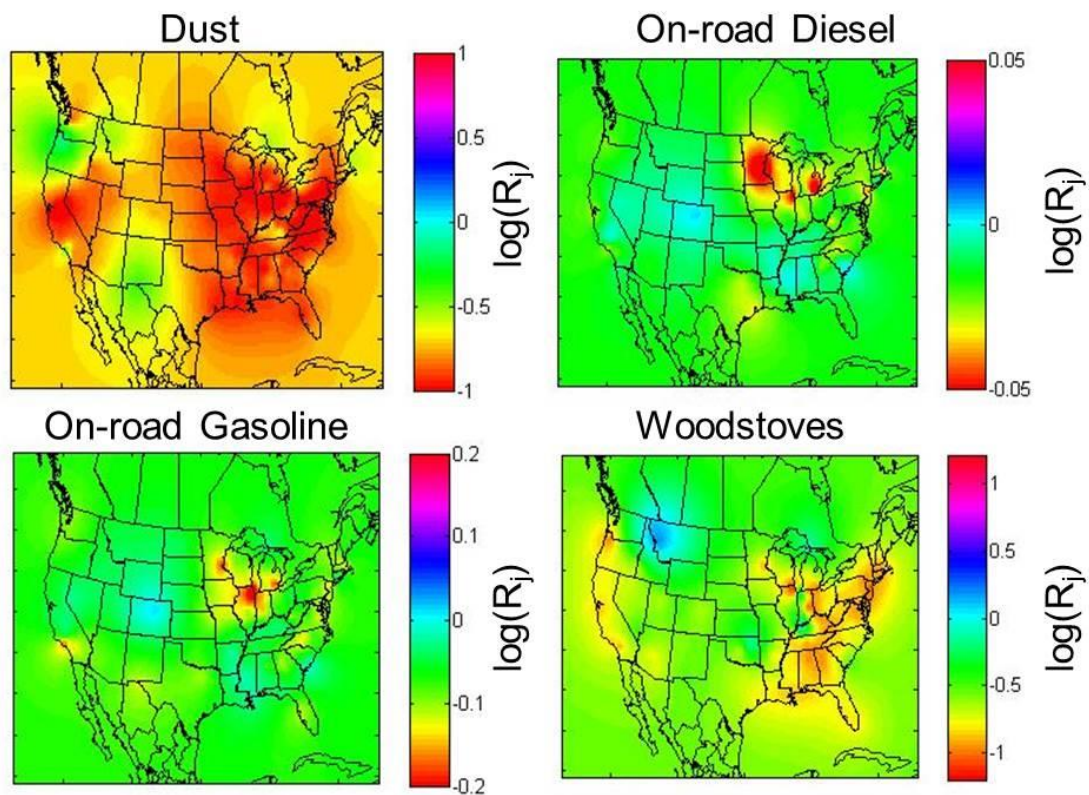 Dust
On-road Diesel
1
0.5
0
-0.5
-1
log(Rj)
0.05
0
-0.05
log(Rj)
On-road Gasoline
Woodstoves
0.2
0.1
0
-0.1
-0.2
log(Rj)
1
0.5
0
-0.5
-1
log(Rj)